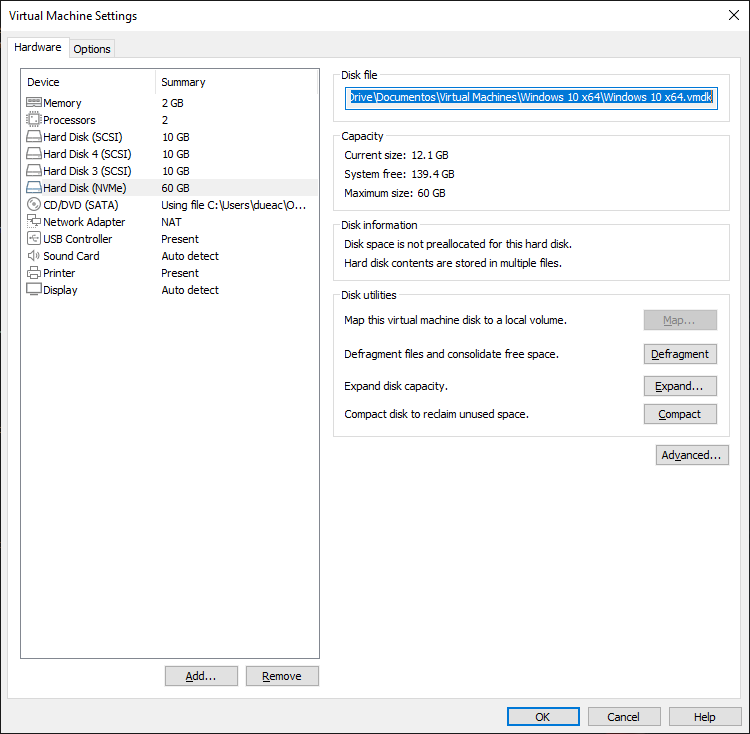 Virtual Machine Settings
Hardware
Options
Device Summary
Memory 2 GB
Processors 2
Hard Disk (SCSI) 10 GB
Hard Disk 4 (SCSI) 10 GB
Hard Disk 3 (SCSI) 10 GB
Hard Disk (NVMe) 60 GB
CD/DVD (SATA) Using file C:\Users\dueac\O...
Network Adapter NAT
USB Controller Present
Sound Card Auto detect
Printer Present
Display Auto detect
Add...
Remove
Disk file
Drive\Documentos\Virtual Machines\Windows 10 x64\Windows 10 x64.vmdk
Capacity
Current size: 12.1 GB
System free: 139.4 GB
Maximum size: 60 GB
Disk information
Disk space is not preallocated for this hard disk.
Hard disk contents are stored in multiple files.
Disk utilities
Map this virtual machine disk to a local volume. Map...
Defragment files and consolidate free space. Defragment
Expand disk capacity. Expand...
Compact disk to reclaim unused space. Compact
Advanced...
OK
Cancel
Help